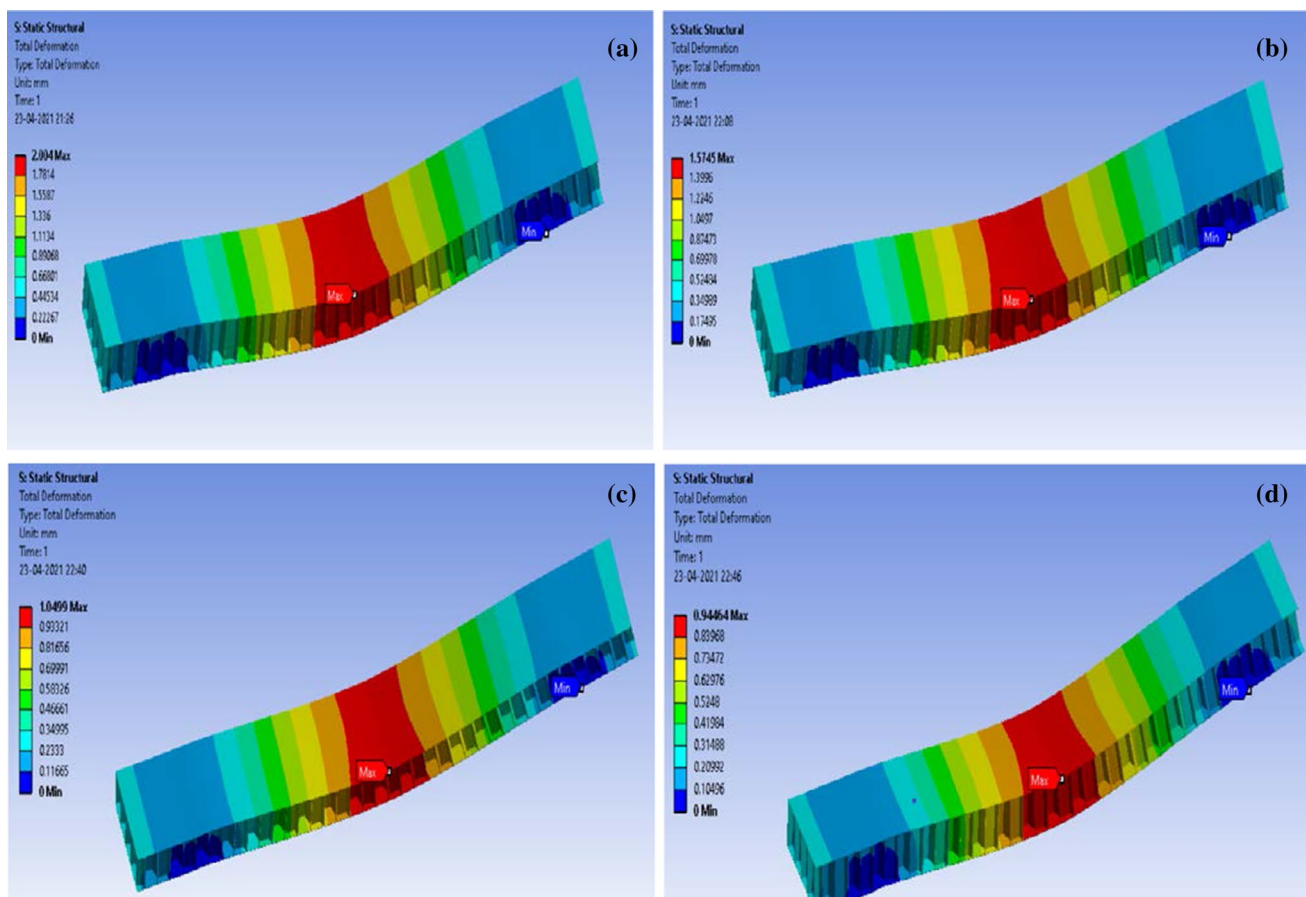 S: Static Structural
Total Deformation
Type: Total Deformation
Unit: mm
Time: 1
23-04-2021 21:26
(a)
2.004 Max
1.7814
1.5587
1.336
1.1134
0.89068
0.66801
0.44534
0.22267
0 Min
Max
Min
S: Static Structural
Total Deformation
Type: Total Deformation
Unit: mm
Time: 1
23-04-2021 22:08
(b)
1.5745 Max
1.3996
1.2246
1.0497
0.87473
0.69978
0.52484
0.34989
0.17495
0 Min
Max
Min
S: Static Structural
Total Deformation
Type: Total Deformation
Unit: mm
Time: 1
23-04-2021 22:40
(c)
1.0499 Max
0.93321
0.81656
0.69991
0.58326
0.46661
0.34995
0.2333
0.11665
0 Min
Max
Min
S: Static Structural
Total Deformation
Type: Total Deformation
Unit: mm
Time: 1
23-04-2021 22:46
(d)
0.94464 Max
0.83968
0.73472
0.62976
0.5248
0.41984
0.31488
0.20992
0.10496
0 Min
Max
Min